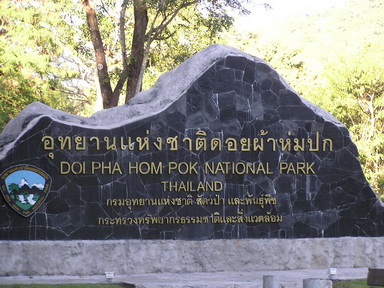 อุทยานแห่งชาติดอยผ้าห่มปก
DOI PHA HOM POK NATIONAL PARK
THAILAND
กรมอุทยานแห่งชาติ สัตว์ป่า และพันธุ์พืช
กระทรวงทรัพยากรธรรมชาติและสิ่งแวดล้อม